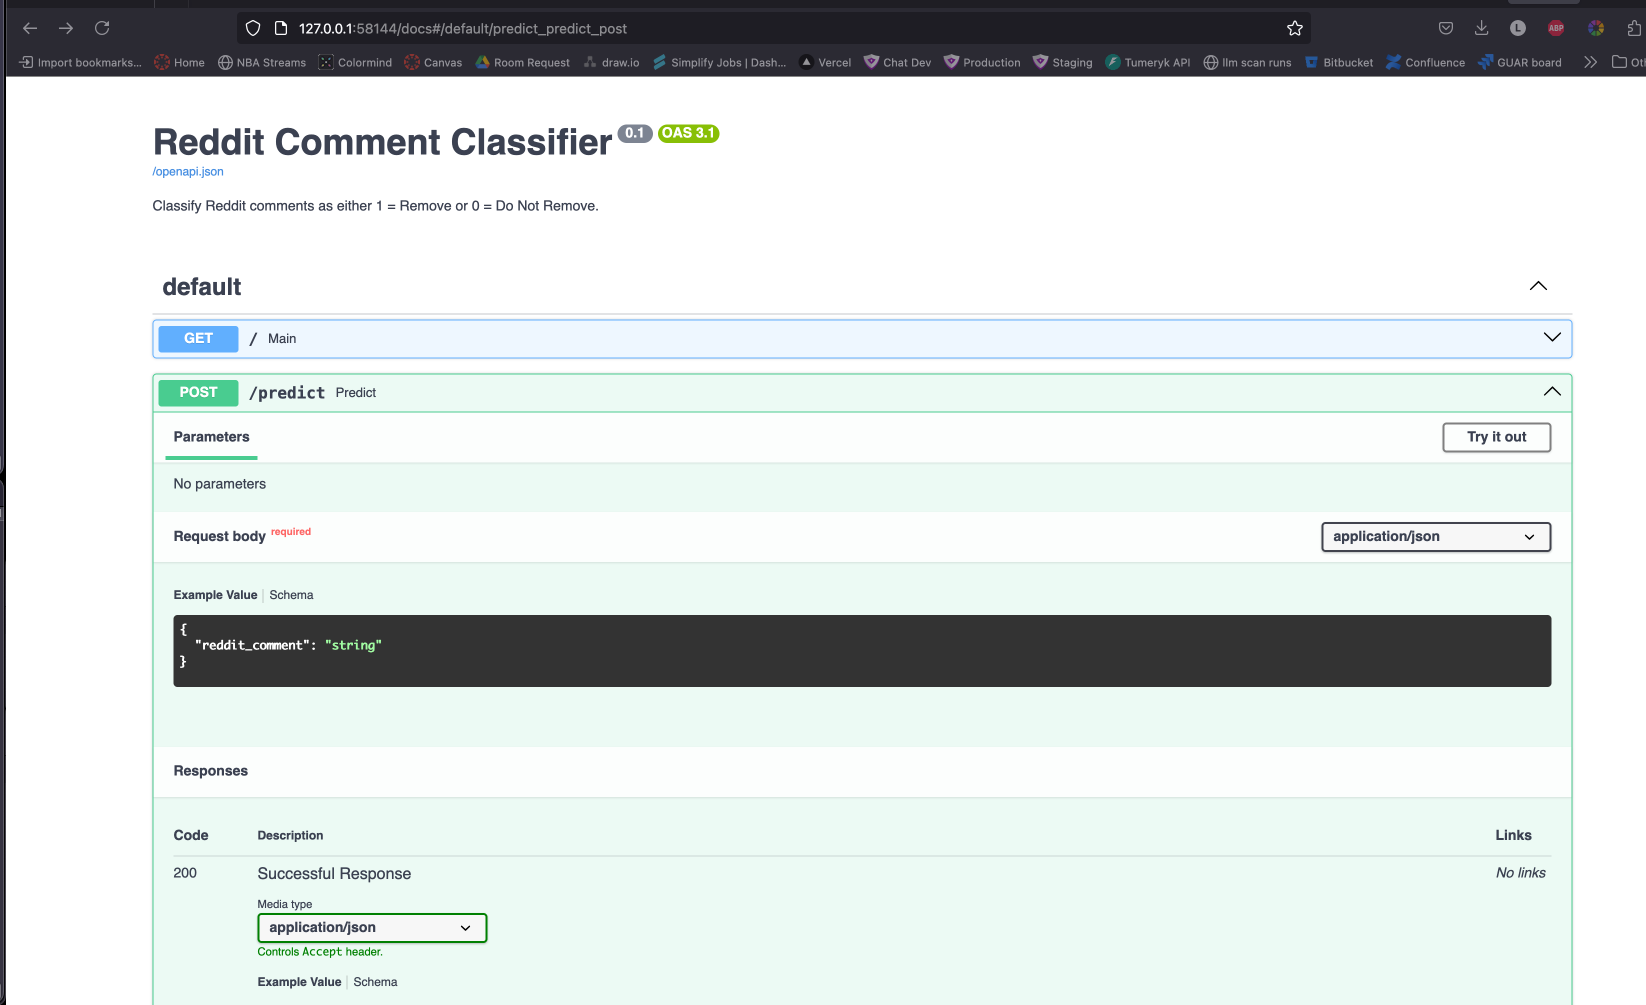 127.0.0.1:58144/docs#/default/predict_predict_post
L
ABP
Import bookmarks... Home NBA Streams Colormind Canvas Room Request draw.io Simplify Jobs | Dash... Vercel Chat Dev Production Staging Tumeryk API llm scan runs Bitbucket Confluence GUAR board Ot
Reddit Comment Classifier 0.1 OAS 3.1
/openapi.json
Classify Reddit comments as either 1 = Remove or 0 = Do Not Remove.
default
GET / Main
POST /predict Predict
Parameters
Try it out
No parameters
Request body required
application/json
Example Value | Schema
{
"reddit_comment": "string"
}
Responses
Code Description Links
200 Successful Response No links
Media type
application/json
Controls Accept header.
Example Value | Schema